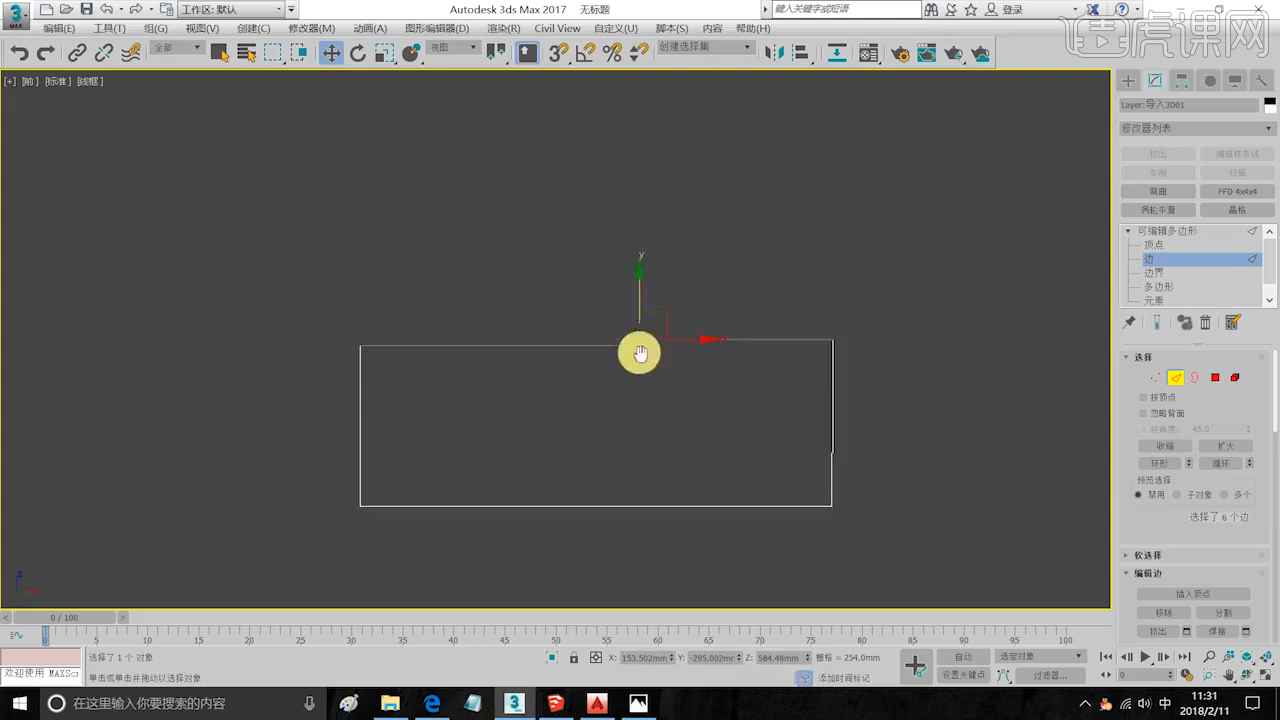 Autodesk 3ds Max 2017 无标题
工作区: 默认
键入关键字或短语
登录
3
MAX
虎课网
编辑(E) 工具(T) 组(G) 视图(V) 创建(C) 修改器(M) 动画(A) 图形编辑器(D) 渲染(R) Civil View 自定义(U) 脚本(S) 内容 帮助(H)
全部
视图
创建选择集
[+] [前] [标准] [线框]
Layer:导入3D01
修改器列表
挤出 编辑样条线
车削 扫描
弯曲 FFD 4x4x4
涡轮平滑 晶格
可编辑多边形
顶点
边
边界
多边形
元素
y
选择
按顶点
忽略背面
按角度: 45.0
收缩 扩大
环形 循环
预览选择
禁用 子对象 多个
选择了 6 个边
软选择
编辑边
插入顶点
移除 分割
挤出 焊接
z
0 / 100
0 5 10 15 20 25 30 35 40 45 50 55 60 65 70 75 80 85 90 95 100
选择了 1 个 对象
X: 153.502mm Y: -295.002mm Z: 584.48mm 栅格 = 254.0mm
自动 选定对象
欢迎使用 MAXSc
单击或单击并拖动以选择对象
添加时间标记
设置关键点 过滤器...
0
在这里输入你要搜索的内容
中
11:31
2018/2/11